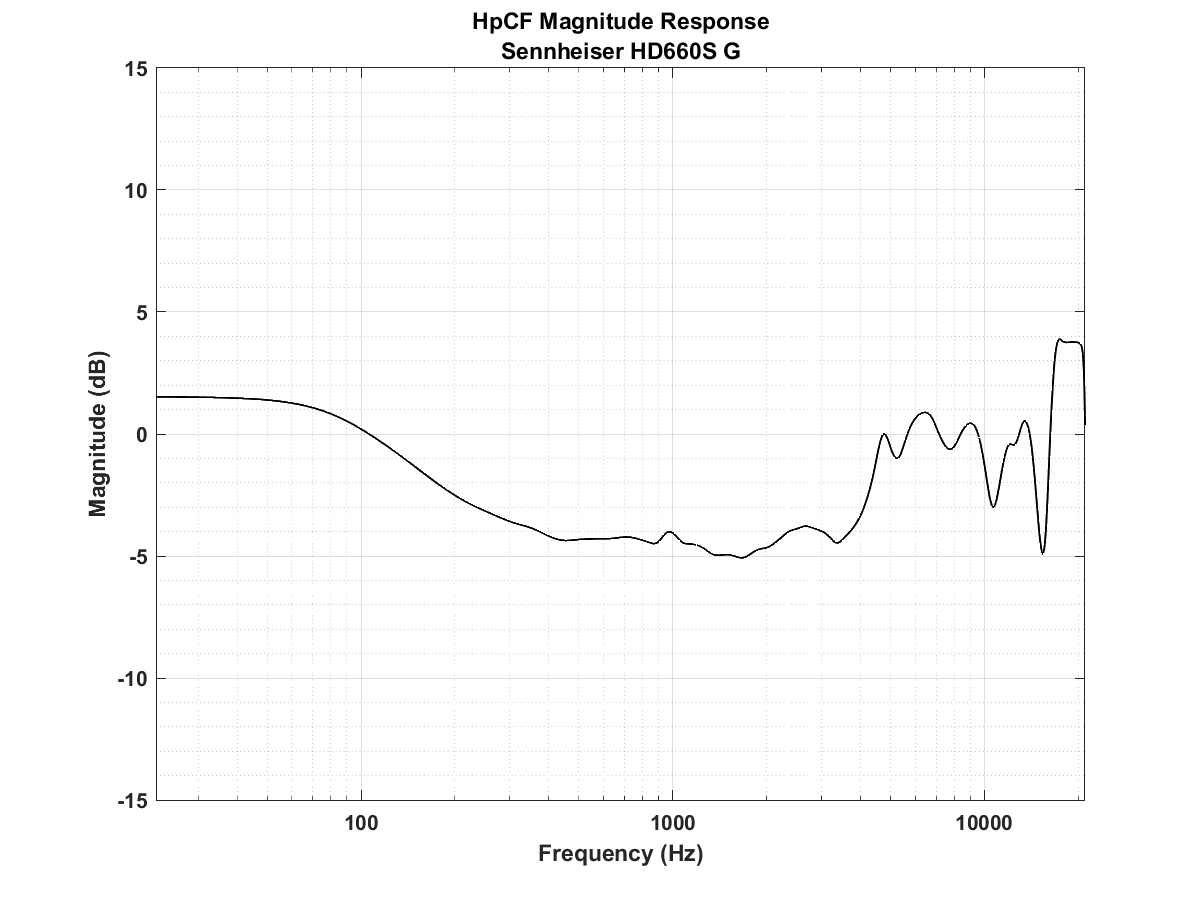 HpCF Magnitude Response
Sennheiser HD660S G
15
10
5
0
-5
-10
-15
Magnitude (dB)
100
1000
10000
Frequency (Hz)